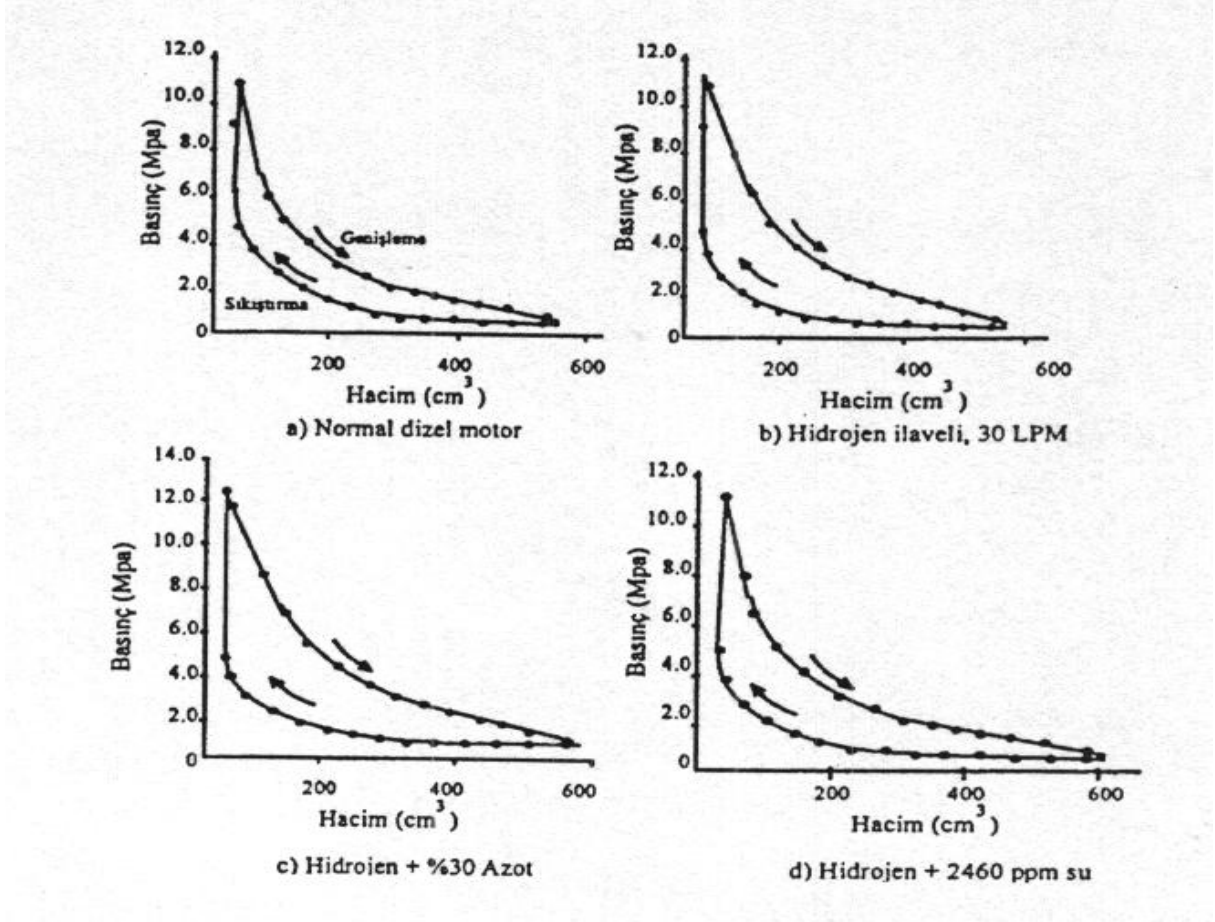 12.0
10.0
8.0
6.0
4.0
2.0
0
Basınç (Mpa)
Genişleme
Sıkıştırma
200
400
600
Hacim (cm³)
a) Normal dizel motor
12.0
10.0
8.0
6.0
4.0
2.0
0
Basınç (Mpa)
200
400
600
Hacim (cm³)
b) Hidrojen ilaveli, 30 LPM
14.0
12.0
10.0
8.0
6.0
4.0
2.0
0
Basınç (Mpa)
200
400
600
Hacim (cm³)
c) Hidrojen + %30 Azot
12.0
10.0
8.0
6.0
4.0
2.0
0
Basınç (Mpa)
200
400
600
Hacim (cm³)
d) Hidrojen + 2460 ppm su